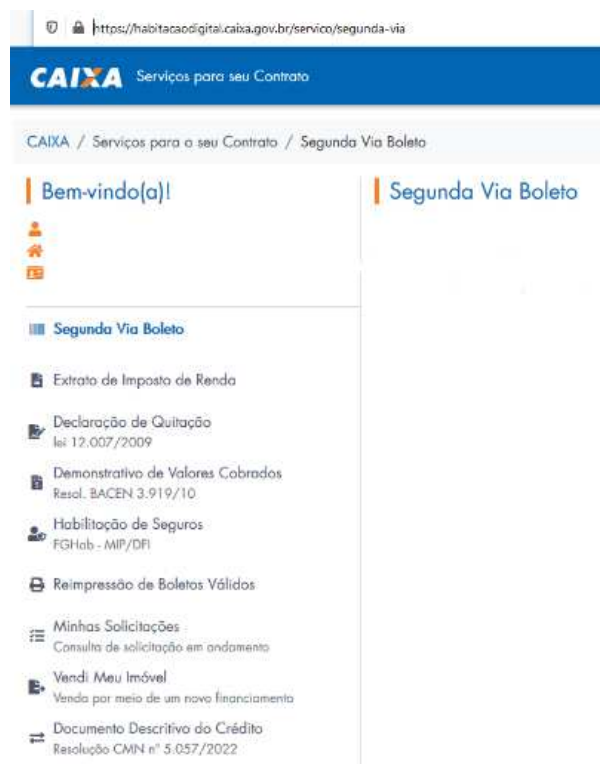 https://habitacaodigital.caixa.gov.br/servico/segunda-via
CAIXA Serviços para seu Contrato
CAIXA / Serviços para o seu Contrato / Segunda Via Boleto
Bem-vindo(a)!
Segunda Via Boleto
Segunda Via Boleto
Extrato de Imposto de Renda
Declaração de Quitação
lei 12.007/2009
Demonstrativo de Valores Cobrados
Resol. BACEN 3.919/10
Habilitação de Seguros
FGHab - MIP/DFI
Reimpressão de Boletos Válidos
Minhas Solicitações
Consulta de solicitação em andamento
Vendi Meu Imóvel
Venda por meio de um novo financiamento
Documento Descritivo do Crédito
Resolução CMN nº 5.057/2022